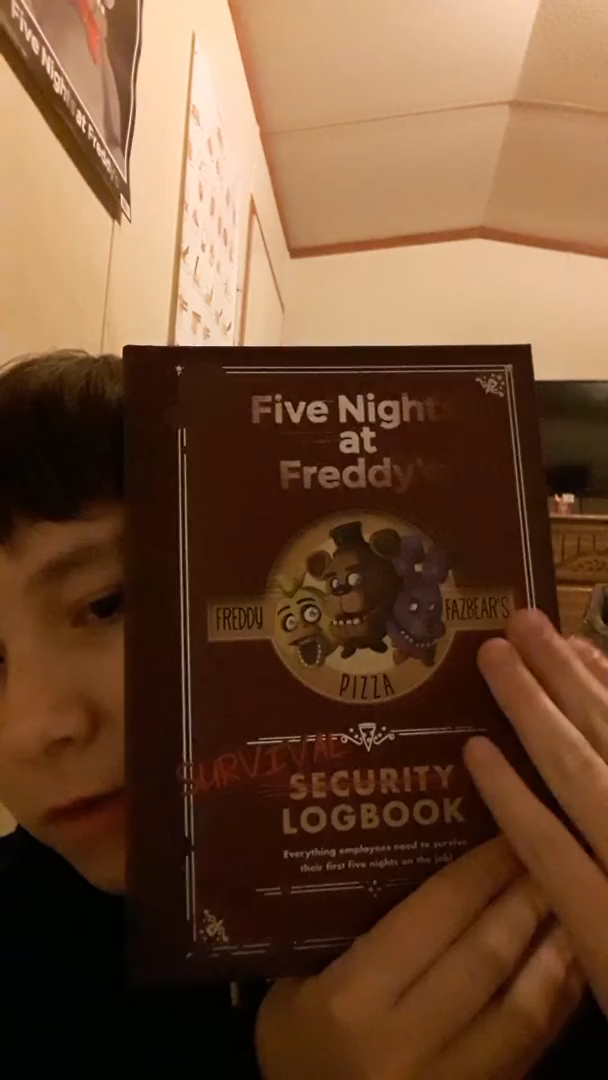 Five Nights at Freddy's
Five Nights
at
Freddy's
FREDDY
FAZBEAR'S
PIZZA
SURVIVAL
SECURITY
LOGBOOK
Everything employees need to survive
their first five nights on the job!